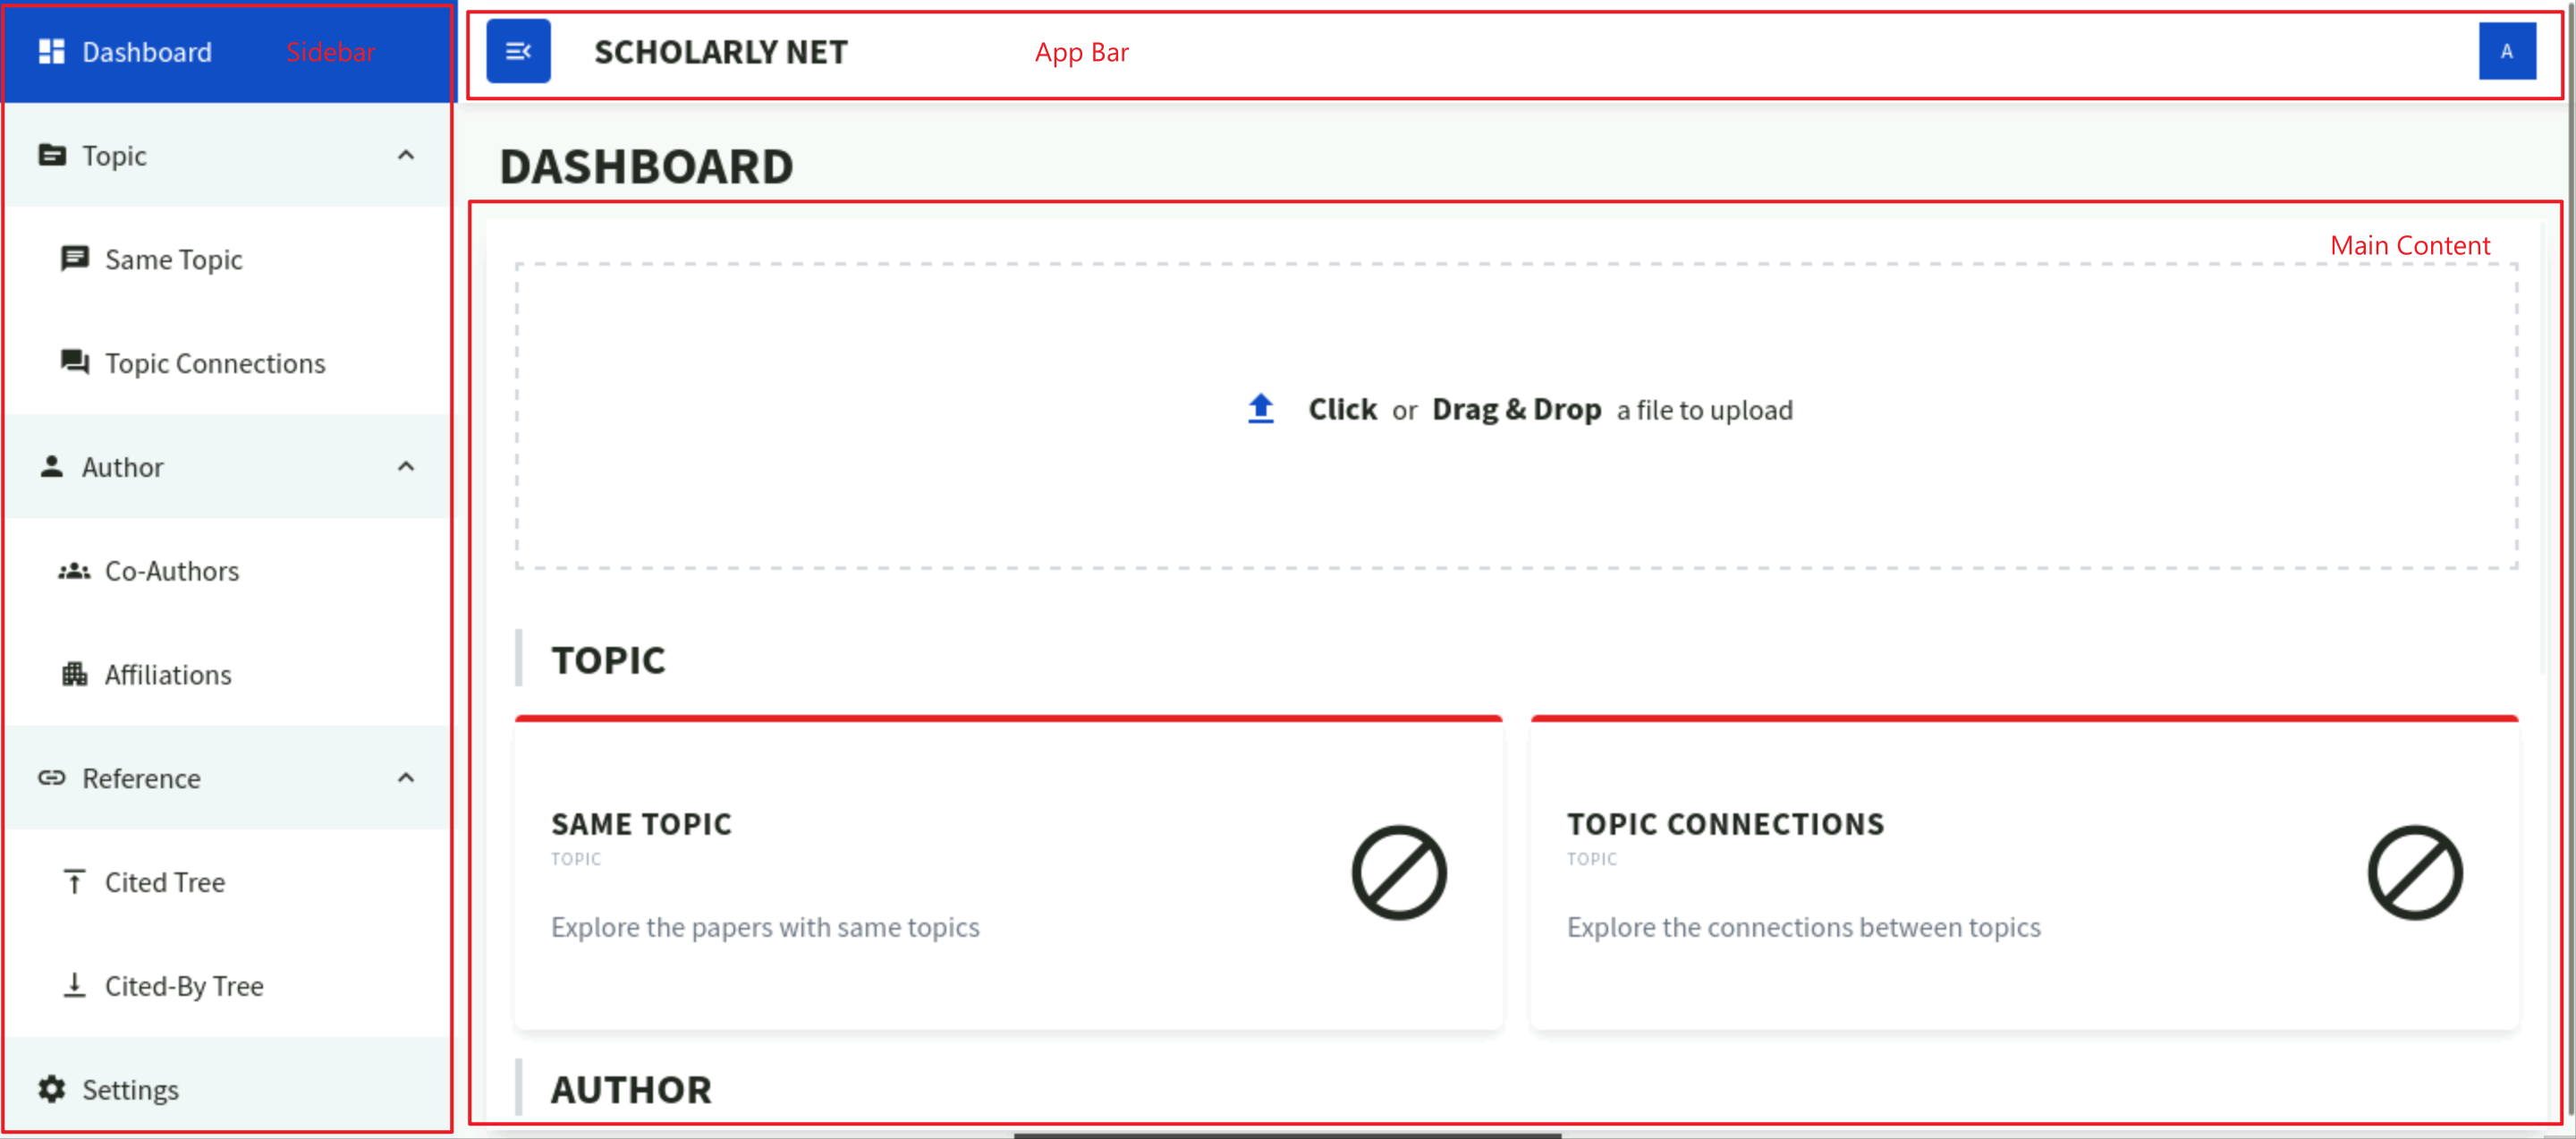 Dashboard Sidebar
Topic
Same Topic
Topic Connections
Author
Co-Authors
Affiliations
Reference
Cited Tree
Cited-By Tree
Settings
SCHOLARLY NET App Bar A
DASHBOARD
Main Content
Click or Drag & Drop a file to upload
TOPIC
SAME TOPIC
TOPIC
Explore the papers with same topics
TOPIC CONNECTIONS
TOPIC
Explore the connections between topics
AUTHOR